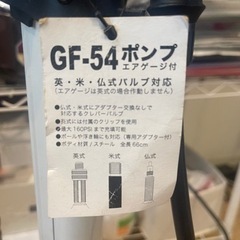 GF-54ポンプ
エアゲージ付
英・米・仏式バルブ対応
(エアゲージは英式の場合作動しません)
●仏式・米式にアダプター交換なしで
対応するクレバーバルブ
●英式には付属のクリップを使用
●最大160PSIまで充填可能
●ボールや浮き輪にも対応(専用アダプター付)
●ボディ材質/スチール 全長66cm
英式 米式 仏式